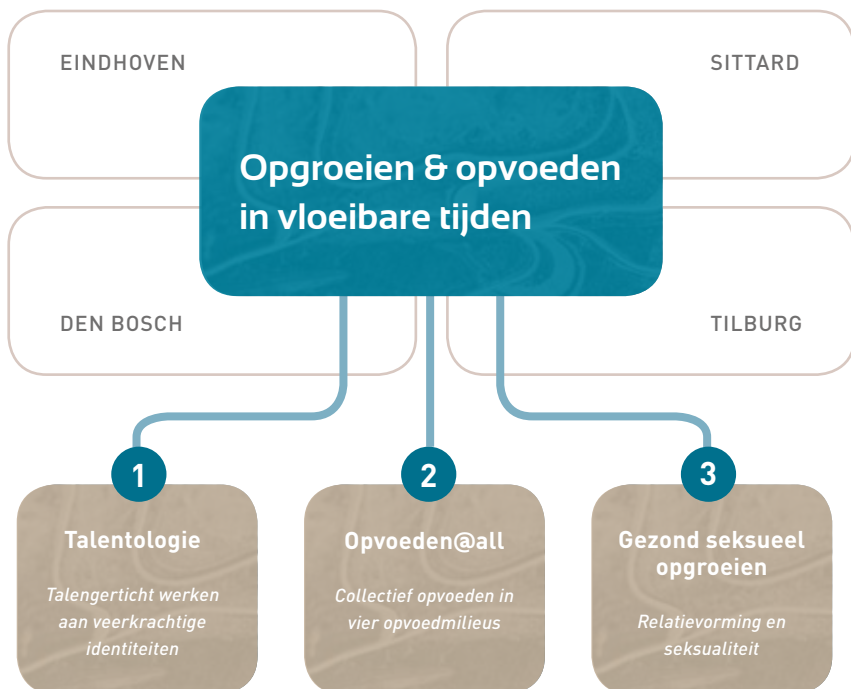 EINDHOVEN
SITTARD
Opgroeien & opvoeden
in vloeibare tijden
DEN BOSCH
TILBURG
1
Talentologie
Talengerticht werken
aan veerkrachtige
identiteiten
2
Opvoeden@all
Collectief opvoeden in
vier opvoedmilieus
3
Gezond seksueel
opgroeien
Relatievorming en
seksualiteit